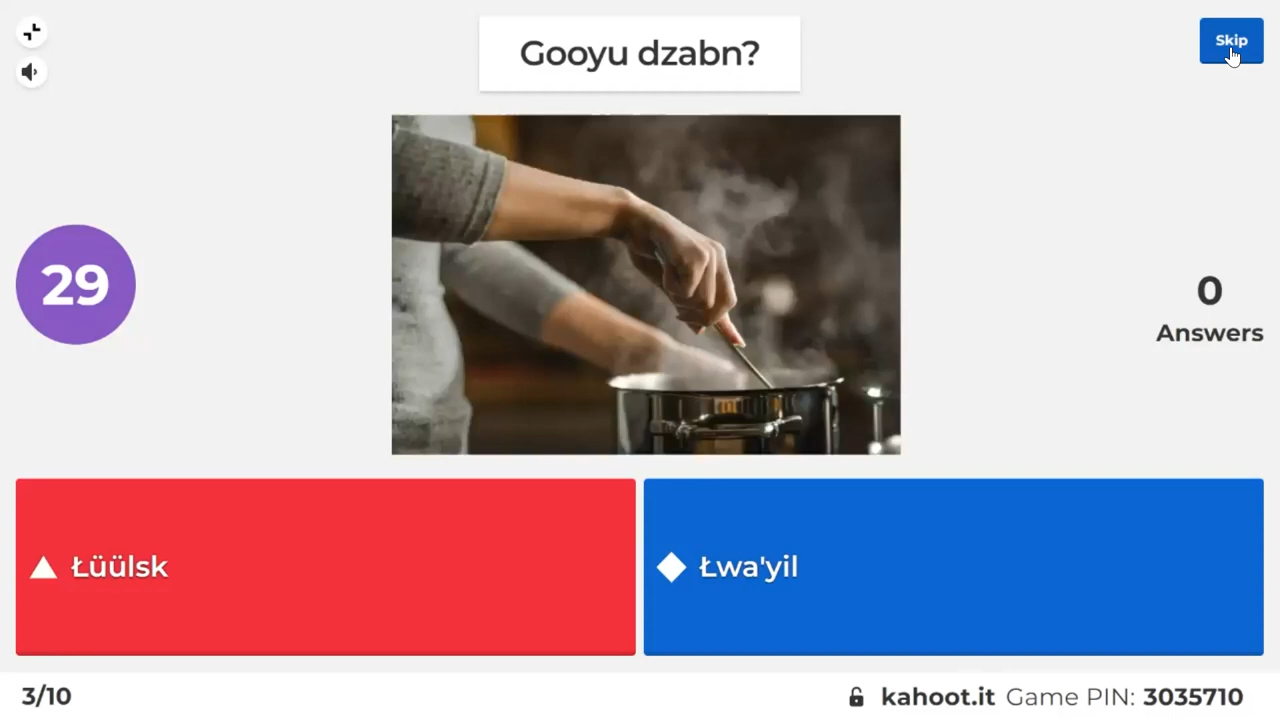 Gooyu dzabn?
Skip
29
0
Answers
Łüülsk
Łwa'yil
3/10
kahoot.it Game PIN: 3035710